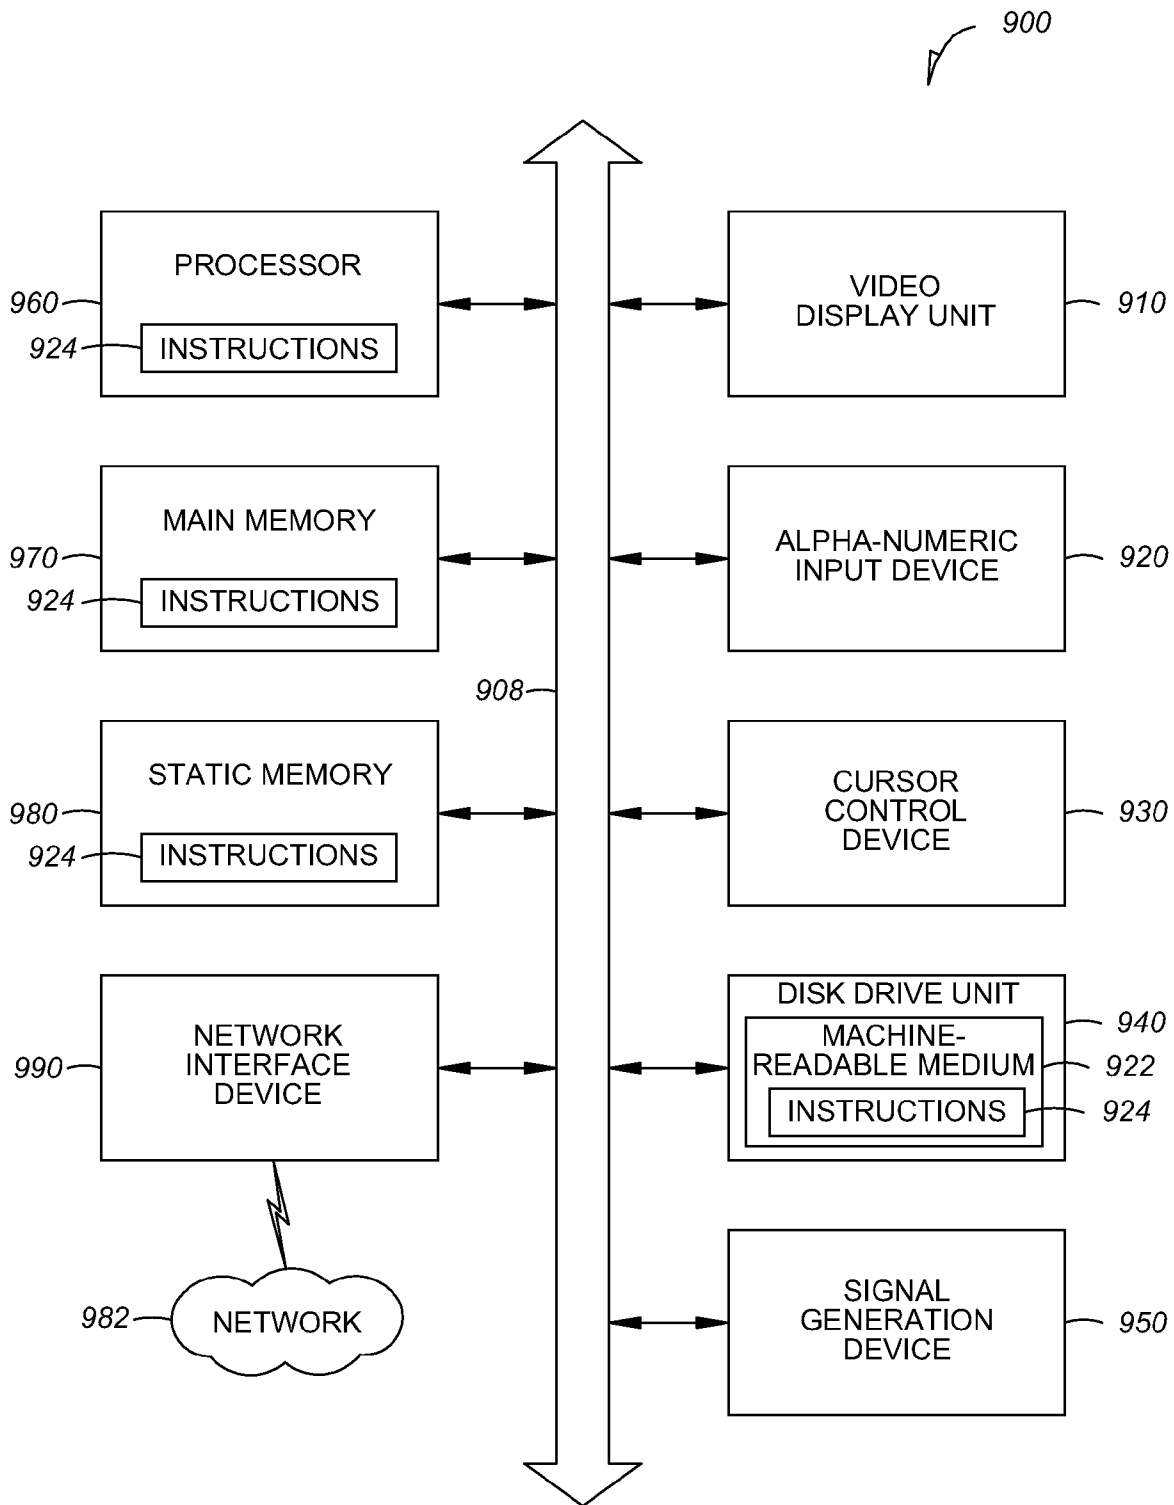 900
PROCESSOR
960
924
INSTRUCTIONS
VIDEO
DISPLAY UNIT
910
MAIN MEMORY
970
924
INSTRUCTIONS
ALPHA-NUMERIC
INPUT DEVICE
920
908
STATIC MEMORY
980
924
INSTRUCTIONS
CURSOR
CONTROL
DEVICE
930
NETWORK
INTERFACE
DEVICE
990
DISK DRIVE UNIT
940
MACHINE-
READABLE MEDIUM
922
INSTRUCTIONS
924
982
NETWORK
SIGNAL
GENERATION
DEVICE
950